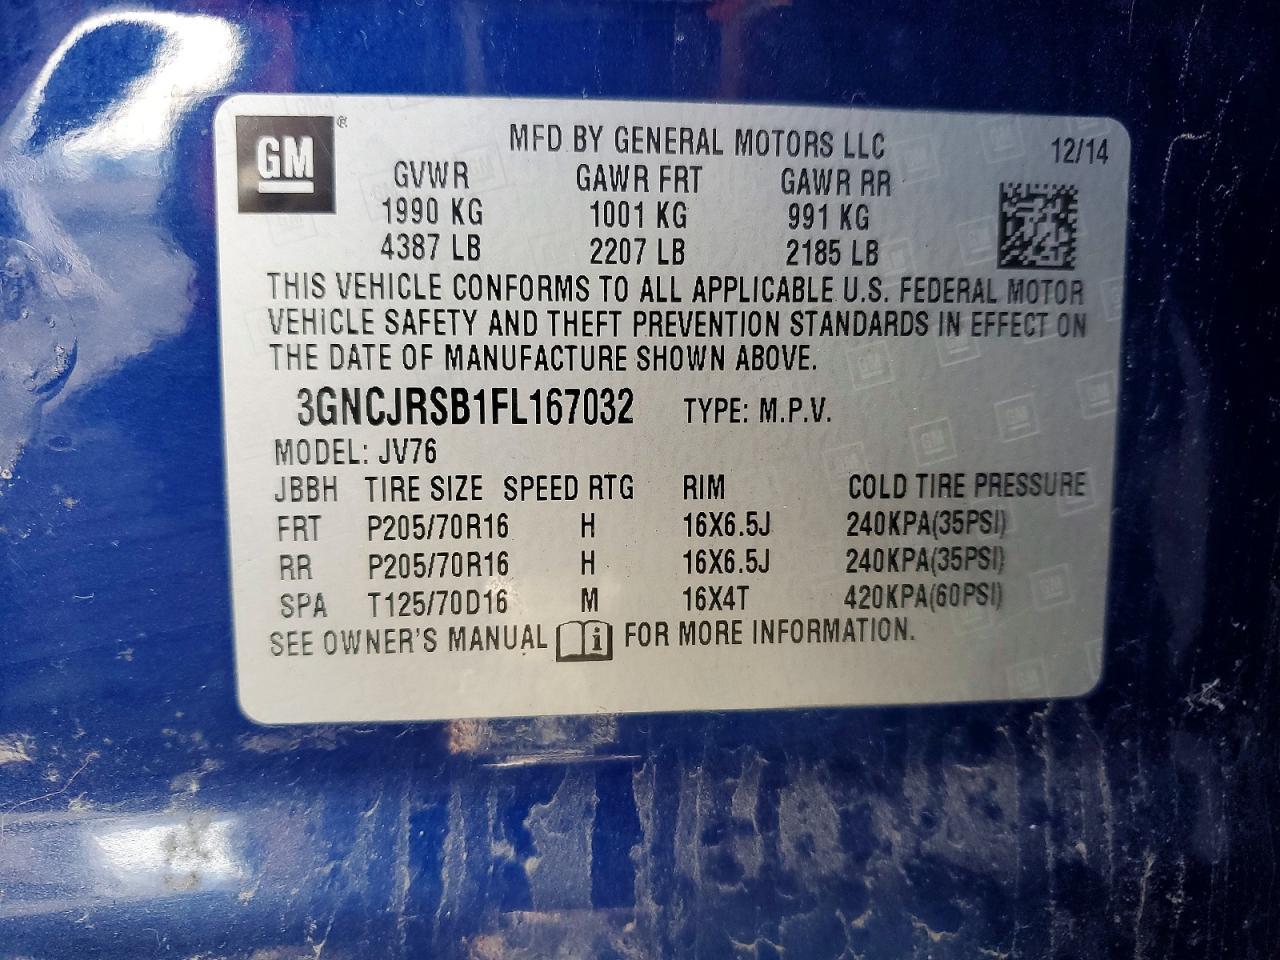 GM ® MFD BY GENERAL MOTORS LLC 12/14
GVWR GAWR FRT GAWR RR
1990 KG 1001 KG 991 KG
4387 LB 2207 LB 2185 LB
THIS VEHICLE CONFORMS TO ALL APPLICABLE U.S. FEDERAL MOTOR
VEHICLE SAFETY AND THEFT PREVENTION STANDARDS IN EFFECT ON
THE DATE OF MANUFACTURE SHOWN ABOVE.
3GNCJRSB1FL167032 TYPE: M.P.V.
MODEL: JV76
JBBH TIRE SIZE SPEED RTG RIM COLD TIRE PRESSURE
FRT P205/70R16 H 16X6.5J 240KPA(35PSI)
RR P205/70R16 H 16X6.5J 240KPA(35PSI)
SPA T125/70D16 M 16X4T 420KPA(60PSI)
SEE OWNER'S MANUAL i FOR MORE INFORMATION.